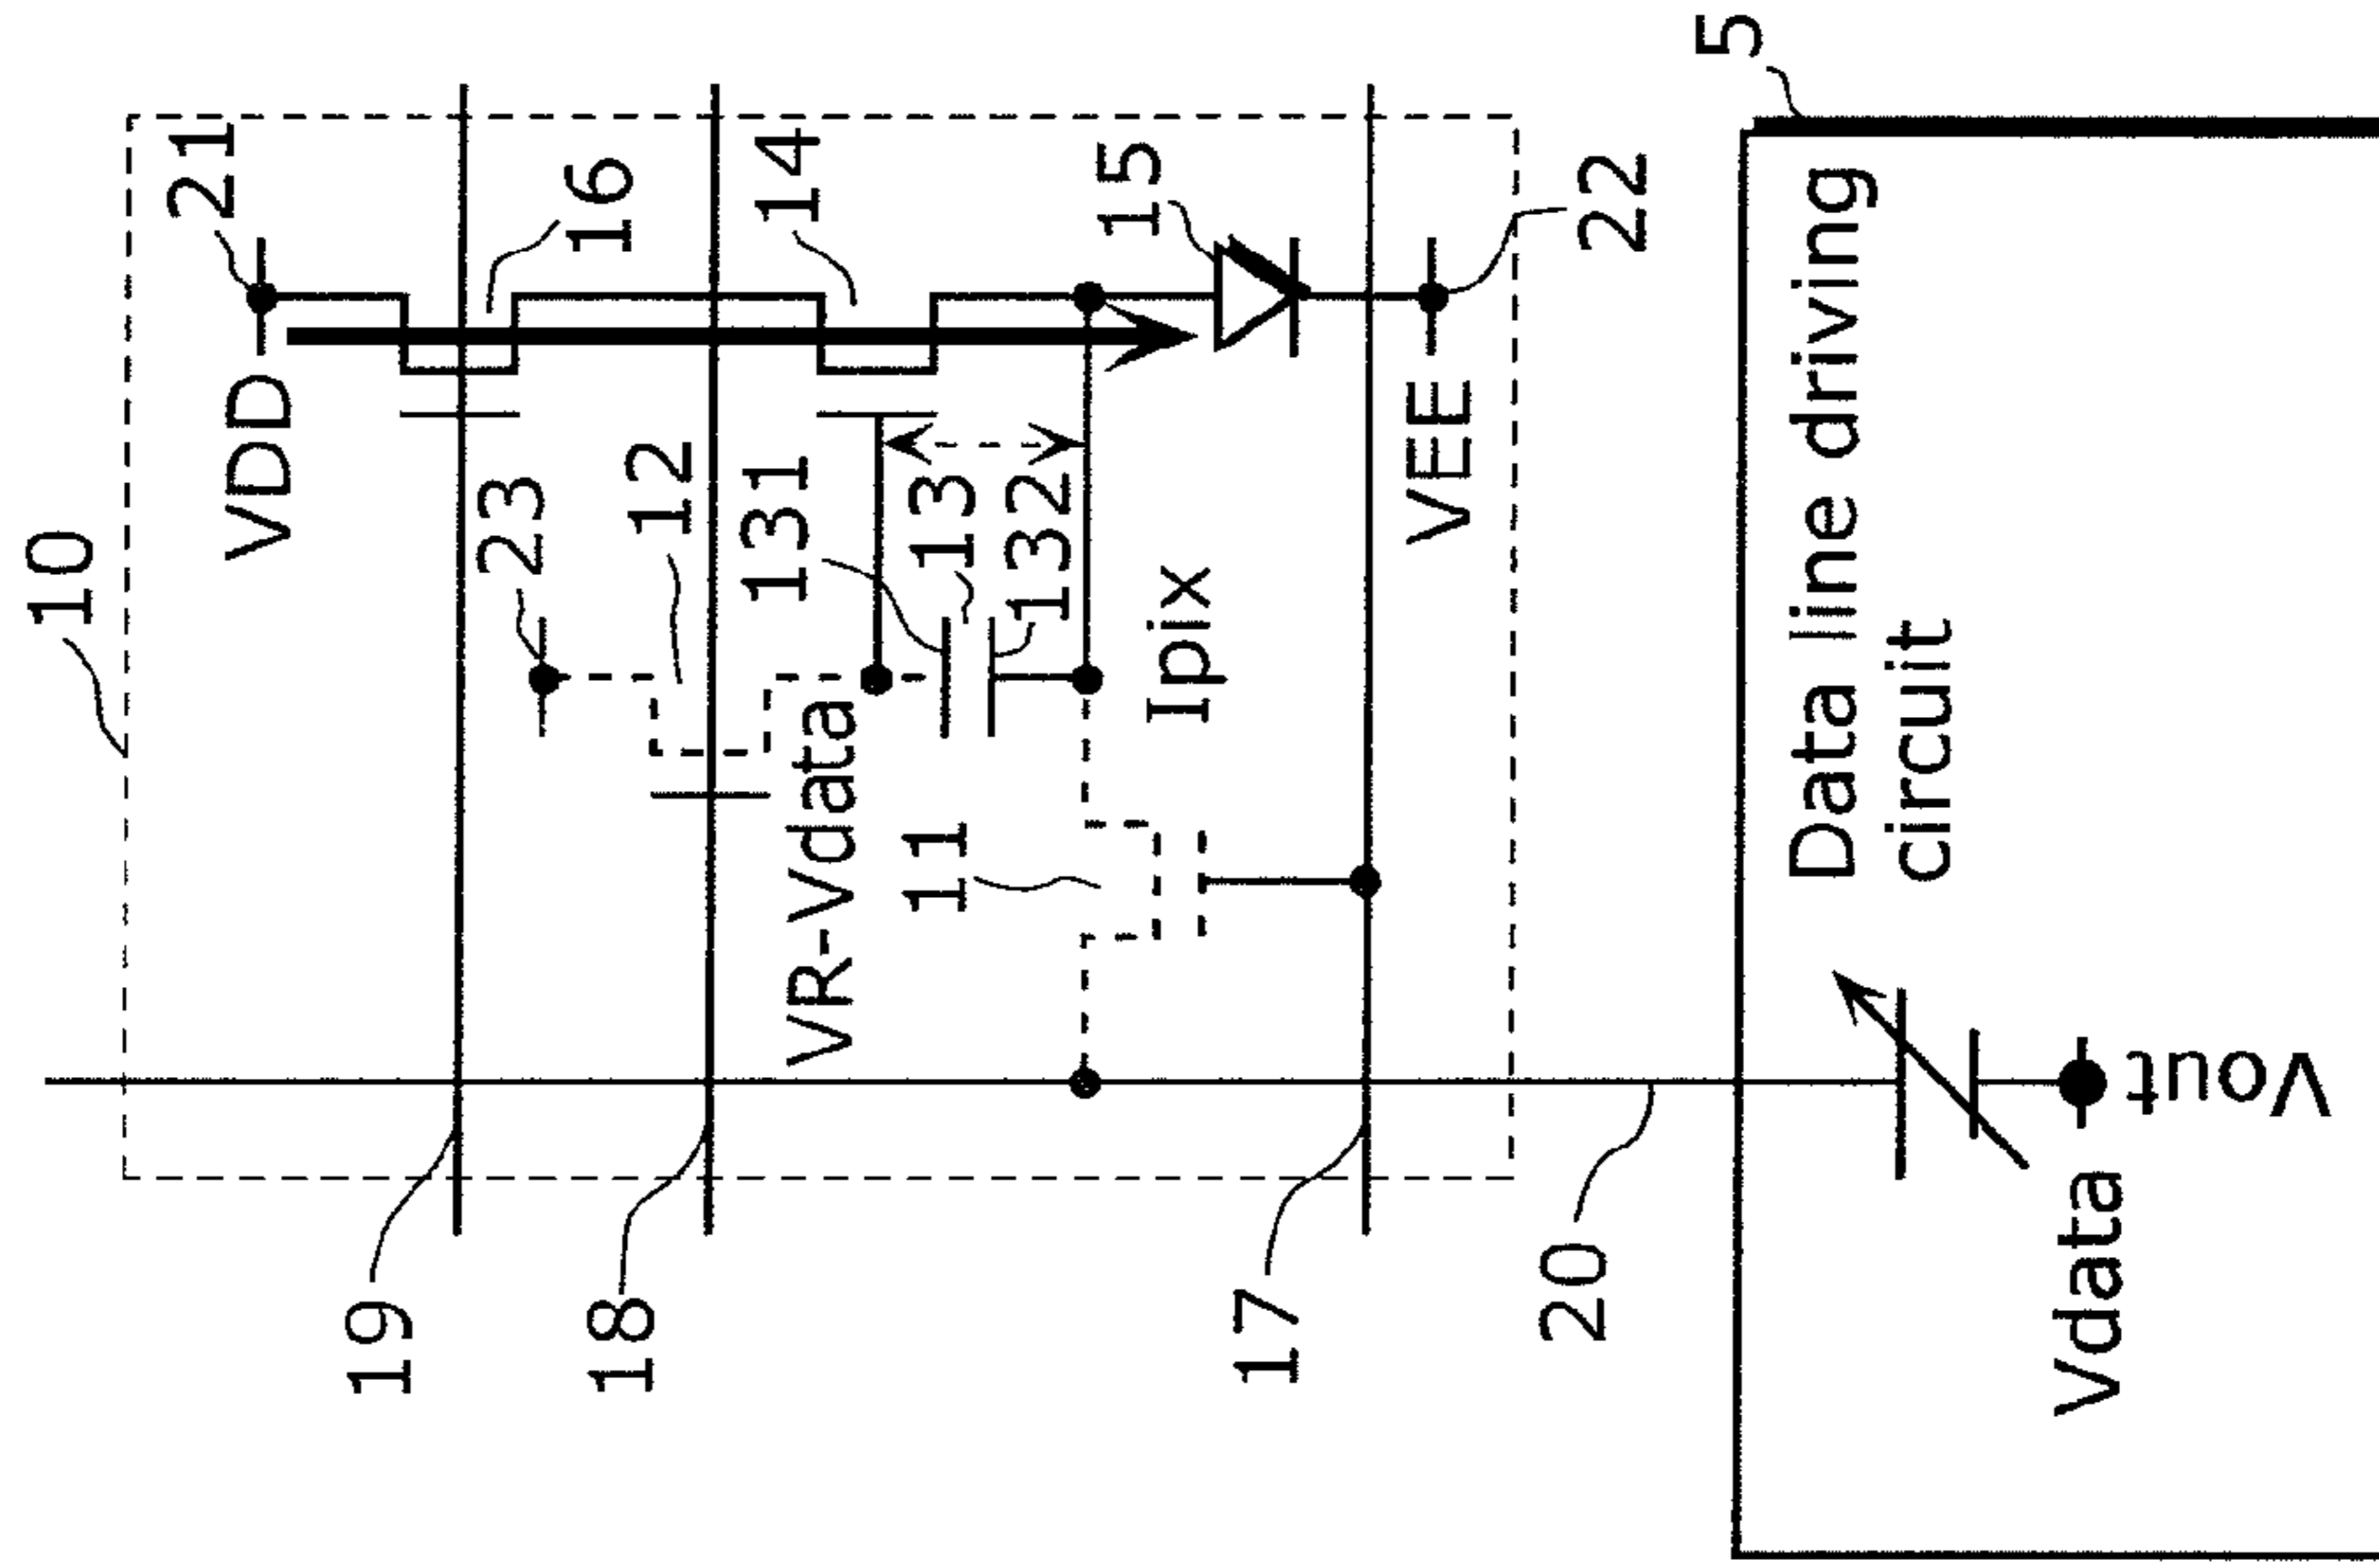 10
VDD
21
23
16
12
14
131
13
132
15
VR-Vdata
11
Ipix
VEE
22
19
18
17
20
5
Data line driving
circuit
Vdata
Vout